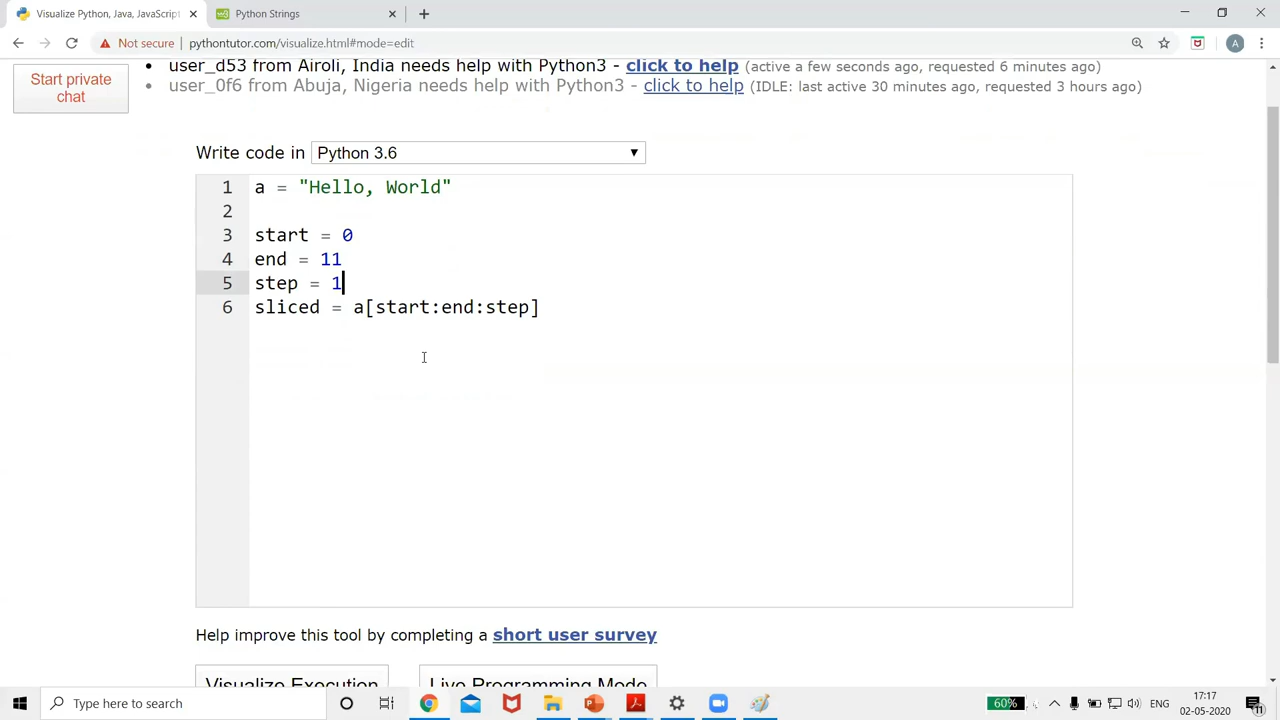 Visualize Python, Java, JavaScript
Python Strings
Not secure | pythontutor.com/visualize.html#mode=edit
A
Start private chat
user_d53 from Airoli, India needs help with Python3 - click to help (active a few seconds ago, requested 6 minutes ago)
user_0f6 from Abuja, Nigeria needs help with Python3 - click to help (IDLE: last active 30 minutes ago, requested 3 hours ago)
Write code in Python 3.6
1 a = "Hello, World"
2
3 start = 0
4 end = 11
5 step = 1
6 sliced = a[start:end:step]
Help improve this tool by completing a short user survey
Visualize Execution Live Programming Mode
Type here to search
60% ENG 17:17
02-05-2020
11